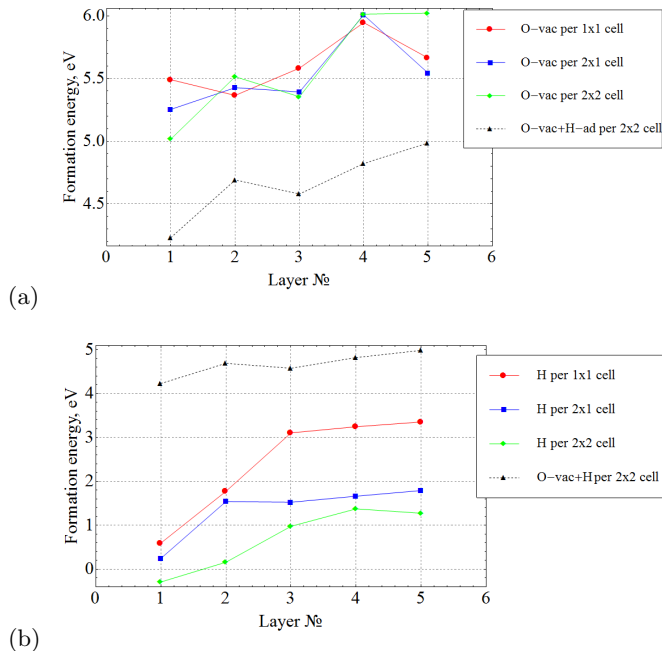 6.0
5.5
5.0
4.5
Formation energy, eV
0 1 2 3 4 5 6
Layer №
O−vac per 1x1 cell
O−vac per 2x1 cell
O−vac per 2x2 cell
O−vac+H−ad per 2x2 cell
(a)
5
4
3
2
1
0
Formation energy, eV
0 1 2 3 4 5 6
Layer №
H per 1x1 cell
H per 2x1 cell
H per 2x2 cell
O−vac+H per 2x2 cell
(b)